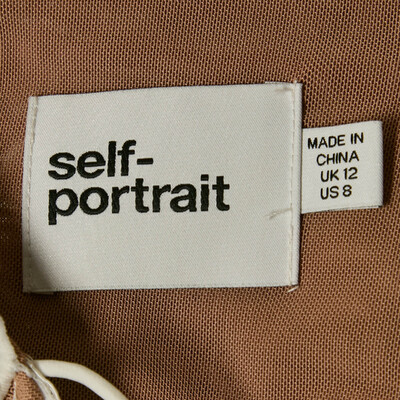 self-
portrait
MADE IN
CHINA
UK 12
US 8